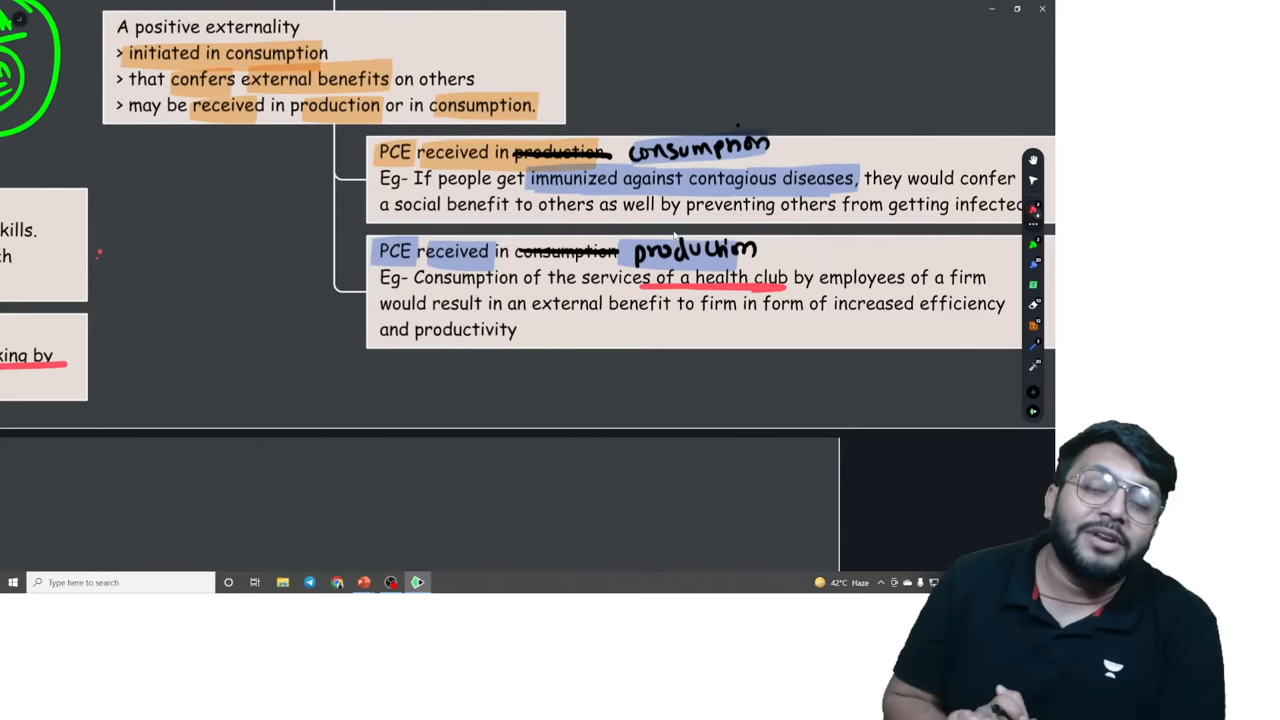 A positive externality
> initiated in consumption
> that confers external benefits on others
> may be received in production or in consumption.
PCE received in production consumption
Eg- If people get immunized against contagious diseases, they would confer
a social benefit to others as well by preventing others from getting infected
PCE received in consumption production
Eg- Consumption of the services of a health club by employees of a firm
would result in an external benefit to firm in form of increased efficiency
and productivity
kills.
ch
king by
Type here to search
42°C Haze